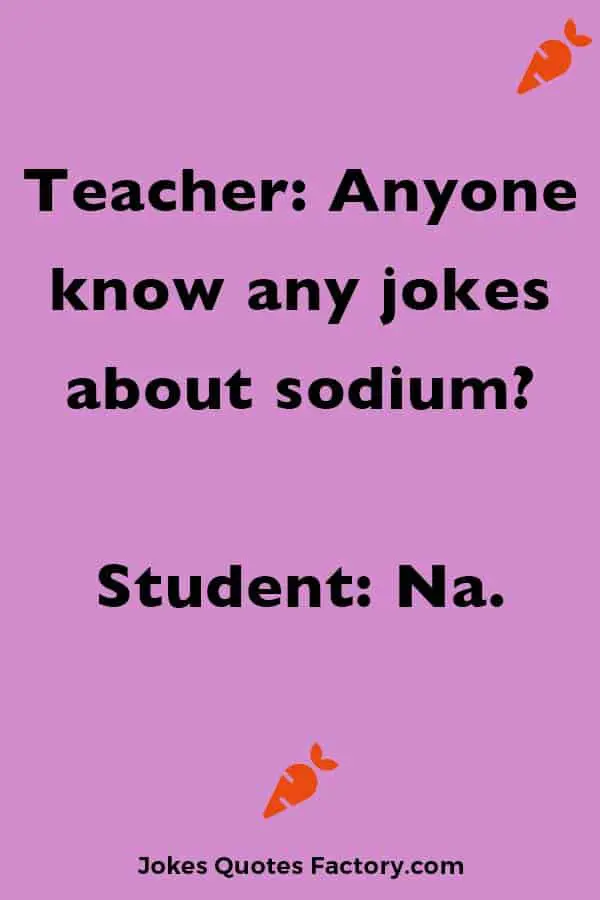 Teacher: Anyone
know any jokes
about sodium?
Student: Na.
Jokes Quotes Factory.com